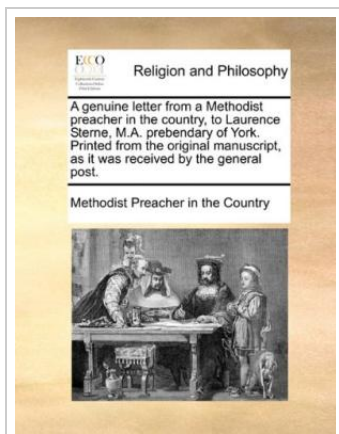 ECCO
Religion and Philosophy
A genuine letter from a Methodist
preacher in the country, to Laurence
Sterne, M.A. prebendary of York.
Printed from the original manuscript,
as it was received by the general
post.
Methodist Preacher in the Country